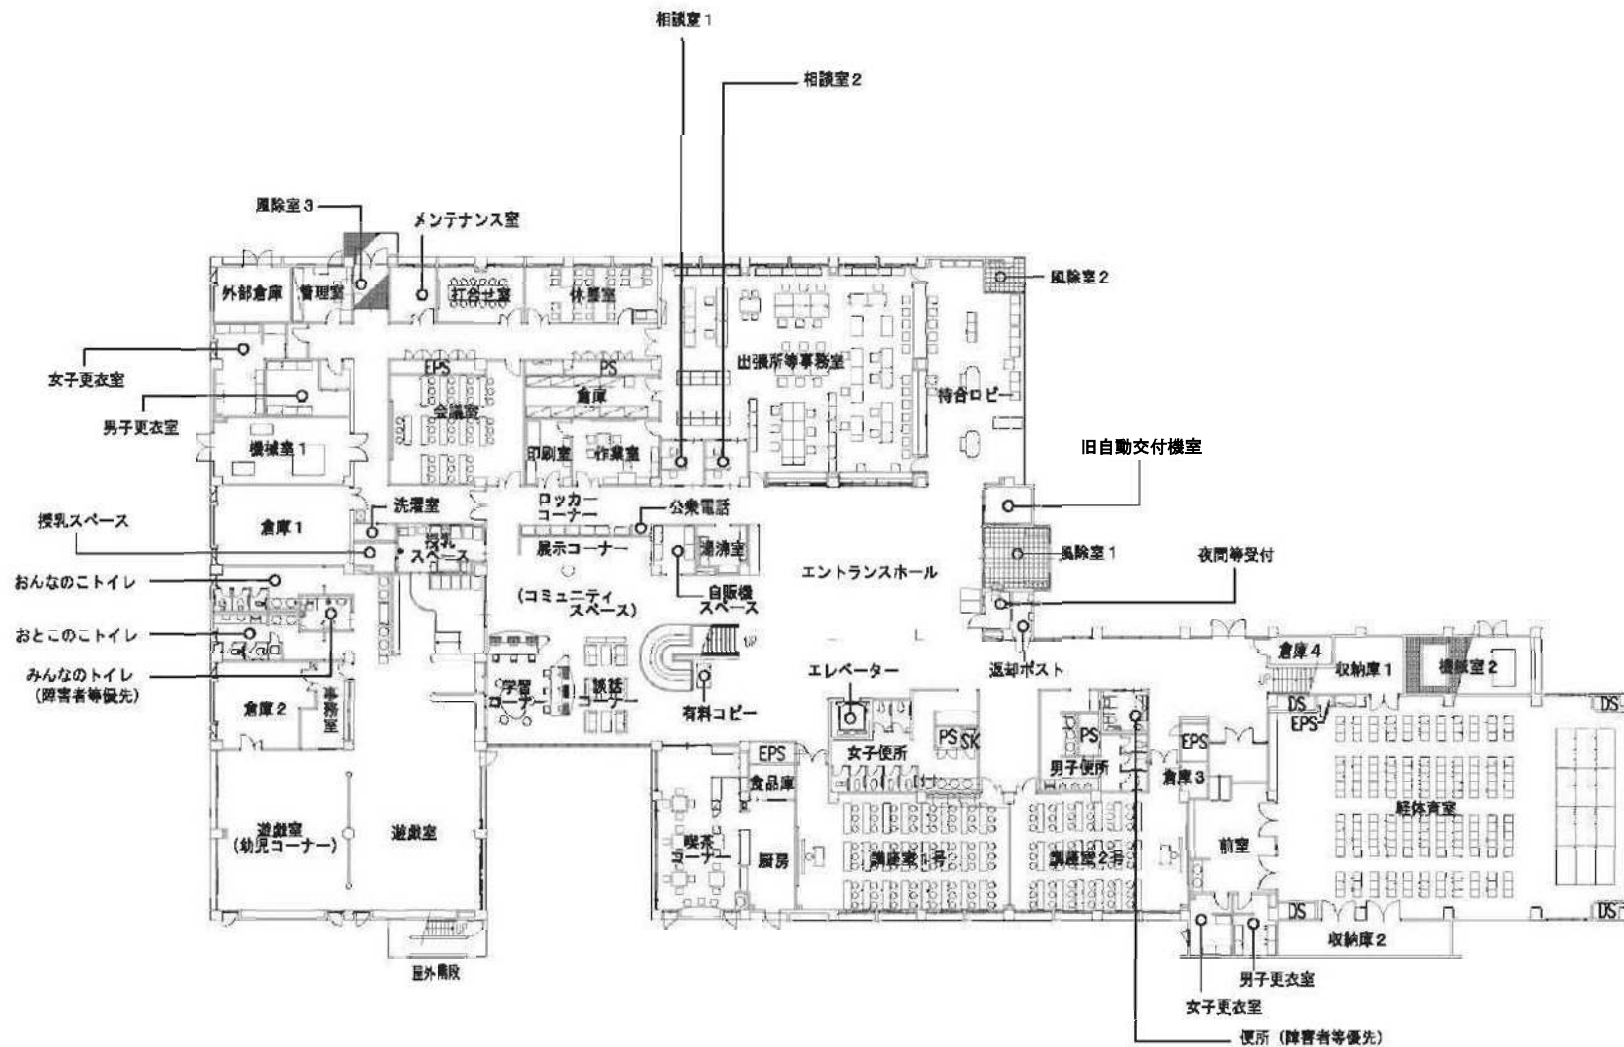 相談室1
相談室2
風除室3
メンテナンス室
外部倉庫
管理室
打合せ室
休憩室
風除室2
出張所等事務室
待合ロビー
女子更衣室
男子更衣室
EPS
PS
会議室
倉庫
機械室1
印刷室
作業室
旧自動交付機室
授乳スペース
倉庫1
洗濯室
ロッカー
コーナー
公衆電話
授乳
スペース
展示コーナー
湯沸室
風除室1
夜間等受付
おんなのこトイレ
エントランスホール
(コミュニティ
スペース)
自販機
スペース
おとこのこトイレ
みんなのトイレ
(障害者等優先)
UP
エレベーター
返却ポスト
倉庫4
収納庫1
機械室2
倉庫2
事務室
学習
コーナー
談話
コーナー
有料コピー
DS
DS
EPS
女子便所
PS
SK
PS
男子便所
EPS
倉庫3
EPS
食品庫
遊戯室
(幼児コーナー)
遊戯室
喫茶
コーナー
厨房
講座室1号
講座室2号
前室
軽体育室
DS
DS
収納庫2
屋外階段
男子更衣室
女子更衣室
便所(障害者等優先)